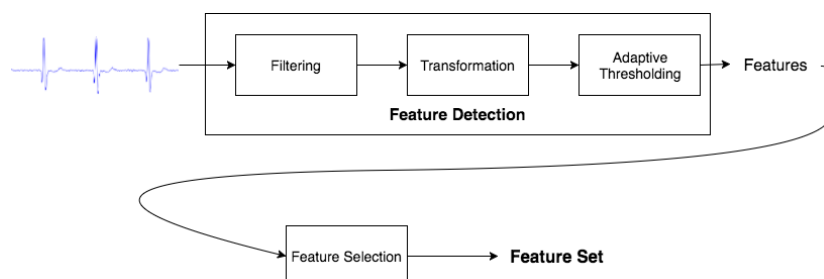 Filtering
Transformation
Adaptive
Thresholding
Features
Feature Detection
Feature Selection
Feature Set